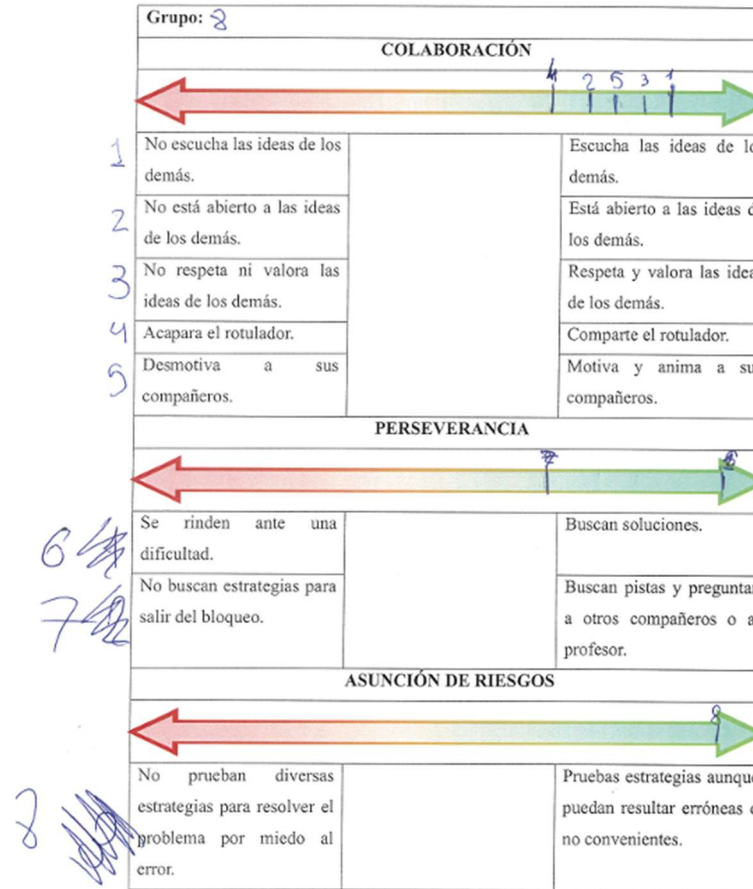 Grupo: 8
COLABORACIÓN
4 2 5 3 1
1 No escucha las ideas de los
demás.
Escucha las ideas de lo
demás.
2 No está abierto a las ideas
de los demás.
Está abierto a las ideas d
los demás.
3 No respeta ni valora las
ideas de los demás.
Respeta y valora las idea
de los demás.
4 Acapara el rotulador.
Comparte el rotulador.
5 Desmotiva a sus
compañeros.
Motiva y anima a su
compañeros.
PERSEVERANCIA
7
6 Se rinden ante una
dificultad.
Buscan soluciones.
7 No buscan estrategias para
salir del bloqueo.
Buscan pistas y preguntan
a otros compañeros o a
profesor.
ASUNCIÓN DE RIESGOS
8
8 No prueban diversas
estrategias para resolver el
problema por miedo al
error.
Pruebas estrategias aunque
puedan resultar erróneas o
no convenientes.